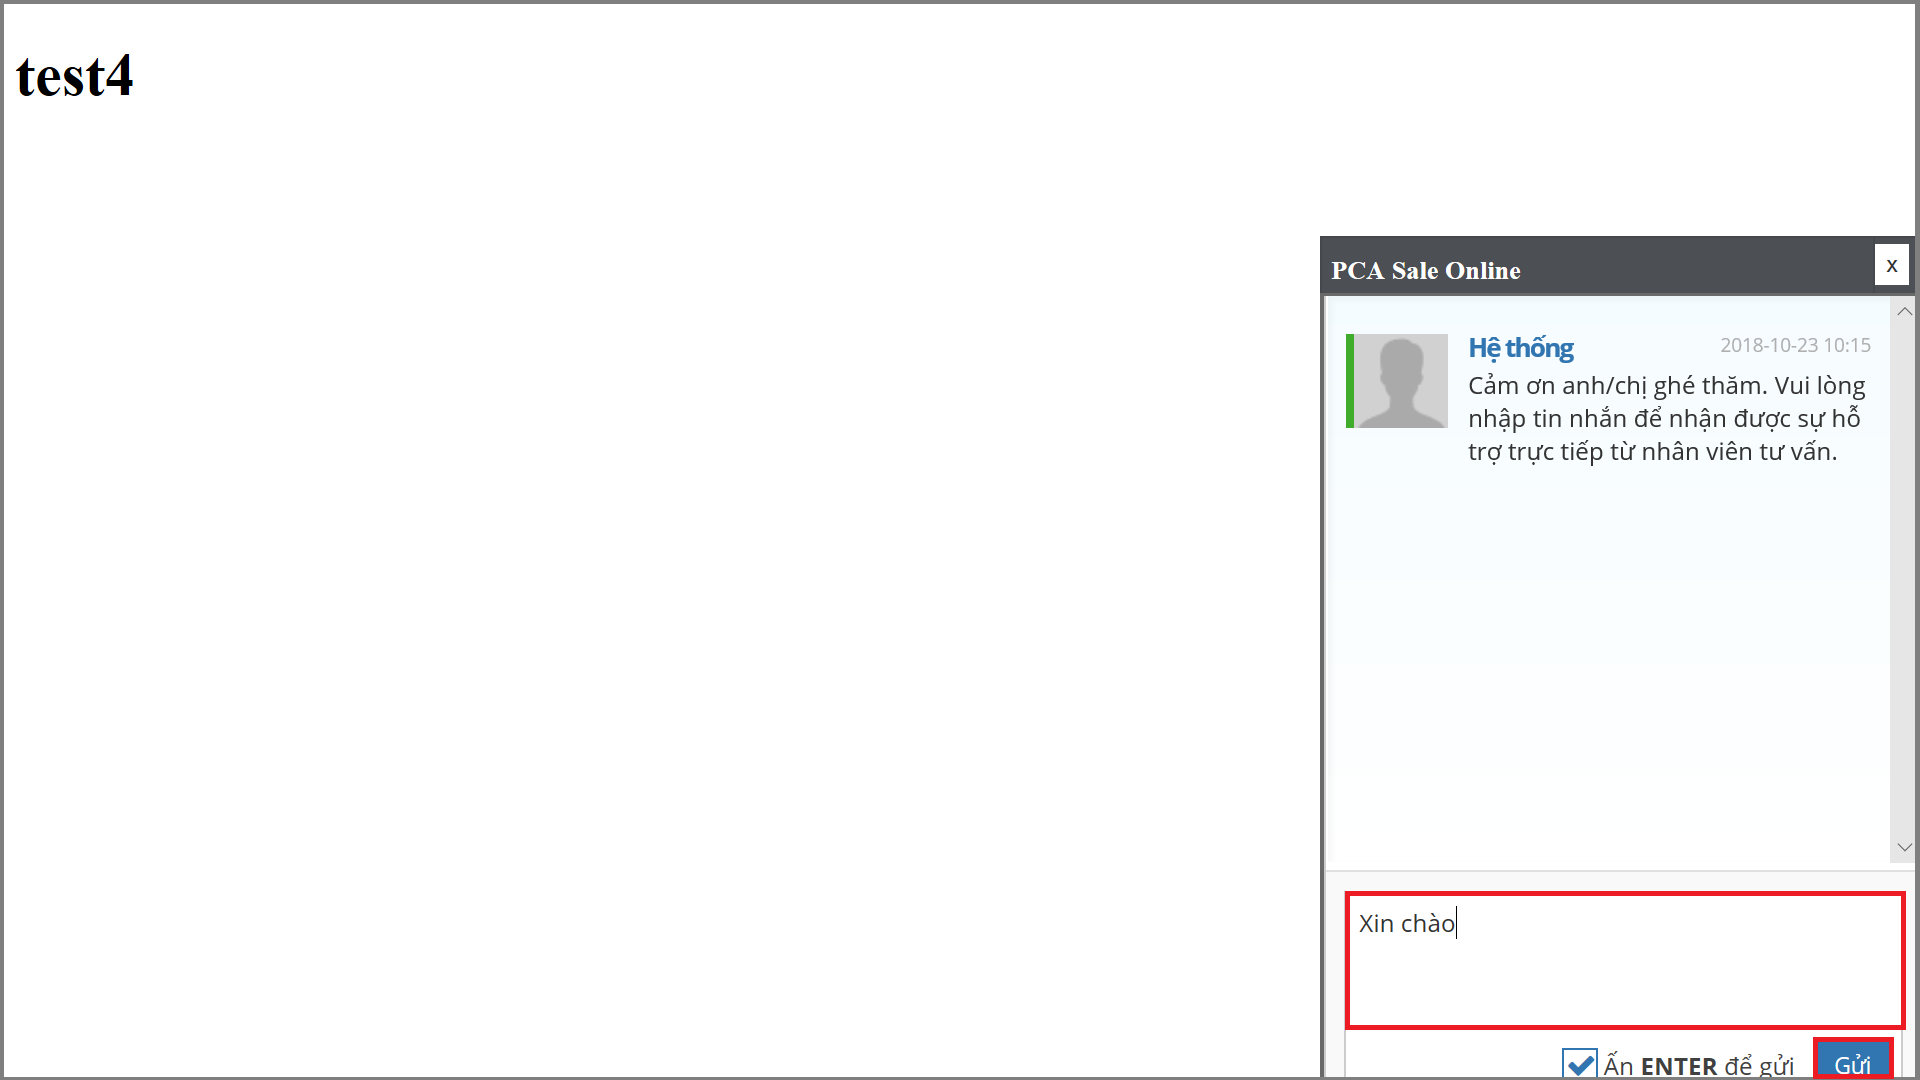 test4
PCA Sale Online
x
Hệ thống
2018-10-23 10:15
Cảm ơn anh/chị ghé thăm. Vui lòng
nhập tin nhắn để nhận được sự hỗ
trợ trực tiếp từ nhân viên tư vấn.
Xin chào
Ấn ENTER để gửi
Gửi